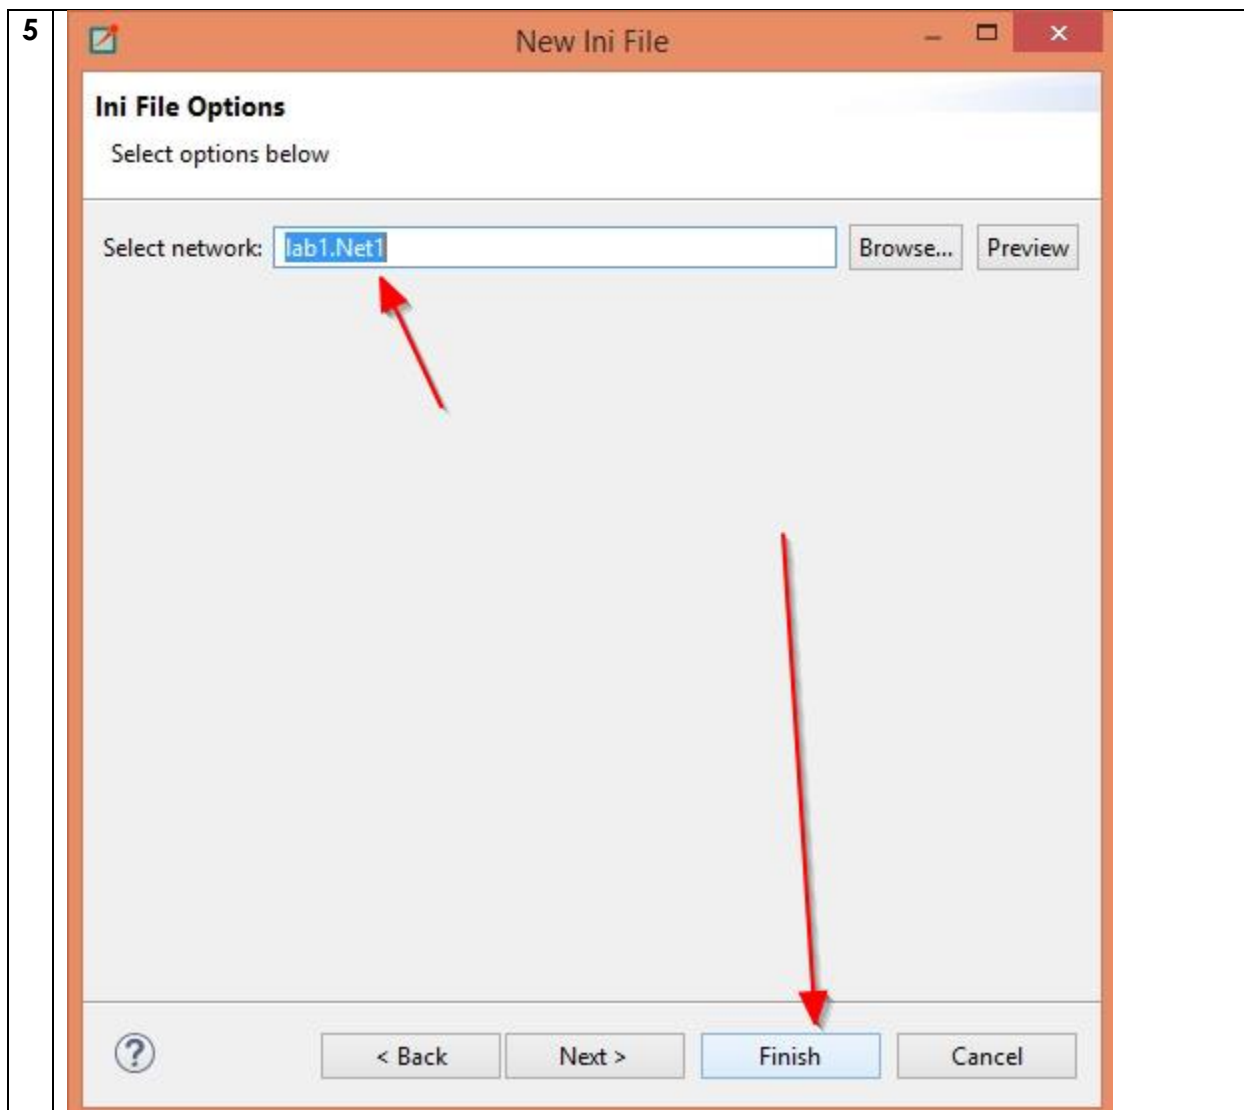 5
New Ini File
Ini File Options
Select options below
Select network: lab1.Net1 Browse... Preview
? < Back Next > Finish Cancel